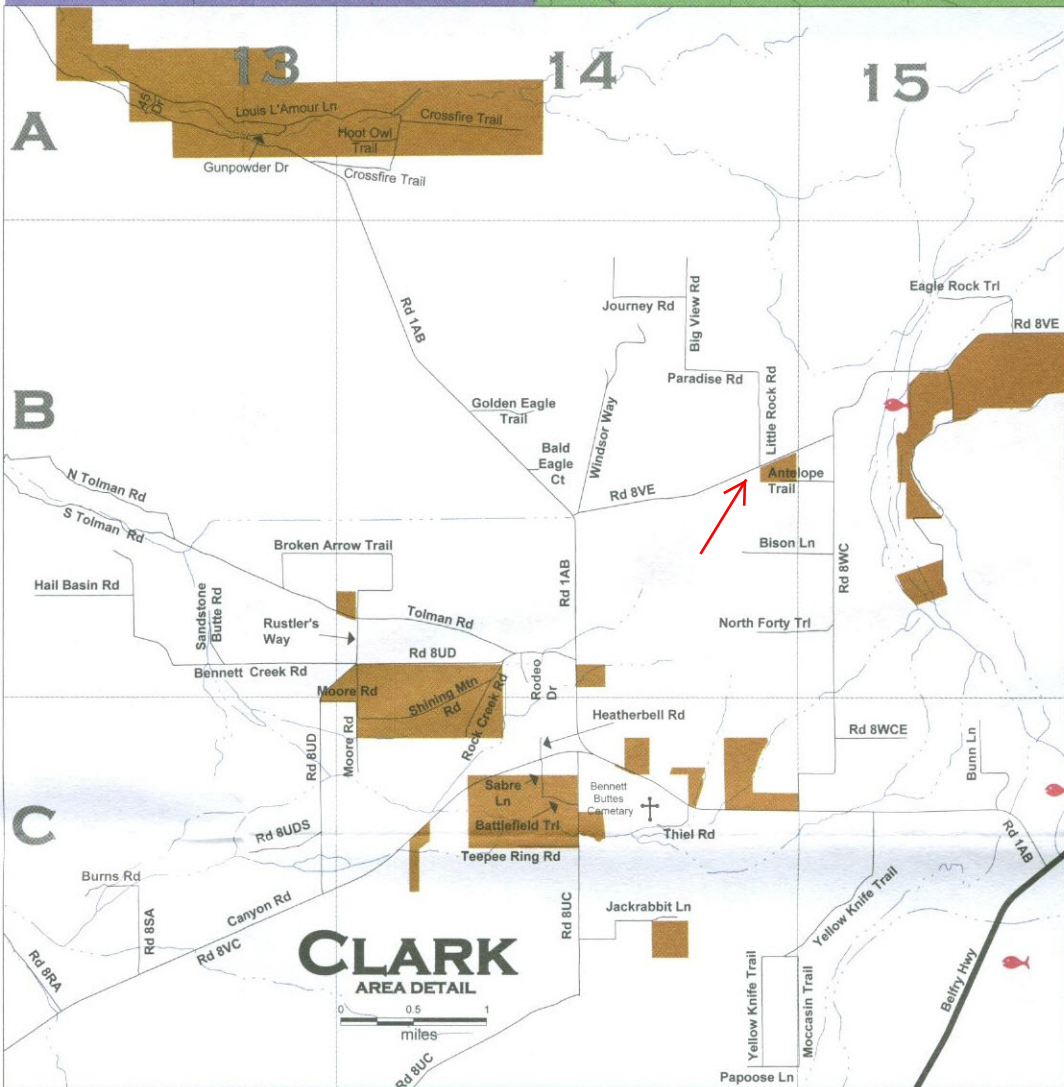 13
14
15
A
45
Dr
Louis L'Amour Ln
Crossfire Trail
Hoot Owl
Trail
Gunpowder Dr
Crossfire Trail
Rd 1AB
Journey Rd
Big View Rd
Eagle Rock Trl
Rd 8VE
Paradise Rd
Little Rock Rd
B
Golden Eagle
Trail
Windsor Way
Bald
Eagle
Ct
Antelope
Trail
N Tolman Rd
Rd 8VE
S Tolman Rd
Broken Arrow Trail
Bison Ln
Rd 8WC
Hail Basin Rd
Sandstone
Butte Rd
Rd 1AB
Rustler's
Way
Tolman Rd
North Forty Trl
Rd 8UD
Bennett Creek Rd
Rodeo
Dr
Moore Rd
Shining Mtn
Rd
Rock Creek Rd
Heatherbell Rd
Rd 8UD
Moore Rd
Rd 8WCE
Bunn Ln
Sabre
Ln
Bennett
Buttes
Cemetary
C
Battlefield Trl
Thiel Rd
Rd 1AB
Rd 8UDS
Teepee Ring Rd
Burns Rd
Canyon Rd
Rd 8SA
Rd 8VC
Rd 8UC
Jackrabbit Ln
Yellow Knife Trail
Rd 8RA
CLARK
AREA DETAIL
0 0.5 1
miles
Yellow Knife Trail
Moccasin Trail
Belfry Hwy
Rd 8UC
Papoose Ln